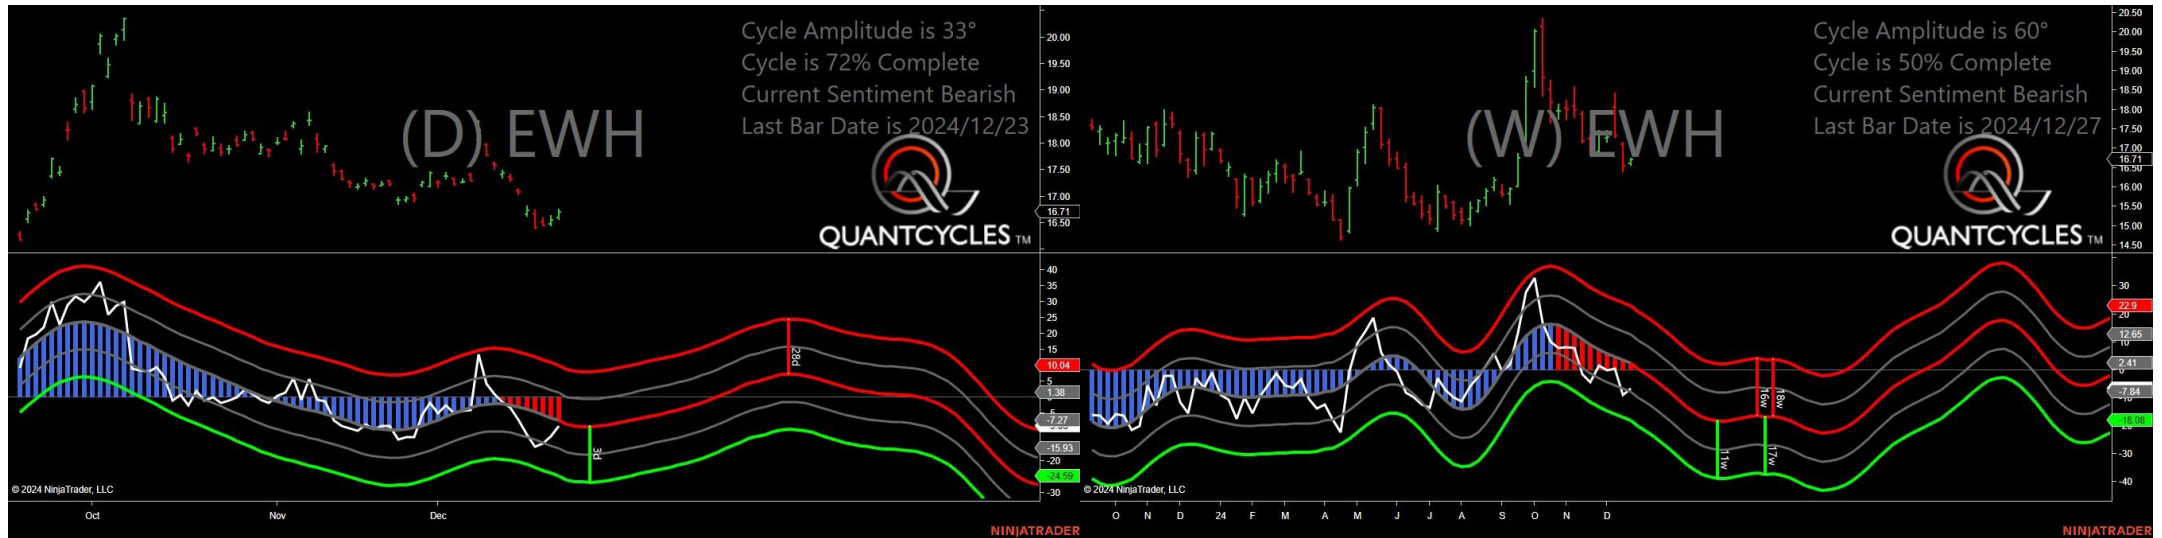 Cycle Amplitude is 33°
Cycle is 72% Complete
Current Sentiment Bearish
Last Bar Date is 2024/12/23
(D) EWH
QUANTCYCLES TM
20.00
19.50
19.00
18.50
18.00
17.50
17.00
16.71
16.50
40
35
30
25
20
15
10.04
5
1.38
-7.27
-15.93
-20
-24.59
-30
28d
3d
© 2024 NinjaTrader, LLC
Oct Nov Dec
NINJATRADER
Cycle Amplitude is 60°
Cycle is 50% Complete
Current Sentiment Bearish
Last Bar Date is 2024/12/27
(W) EWH
QUANTCYCLES TM
20.50
20.00
19.50
19.00
18.50
18.00
17.50
17.00
16.71
16.50
16.00
15.50
15.00
14.50
30
22.9
20
12.65
2.41
-7.84
-18.08
-30
-40
16w
18w
11w
17w
© 2024 NinjaTrader, LLC
O N D 24 F M A M J J A S O N D
NINJATRADER